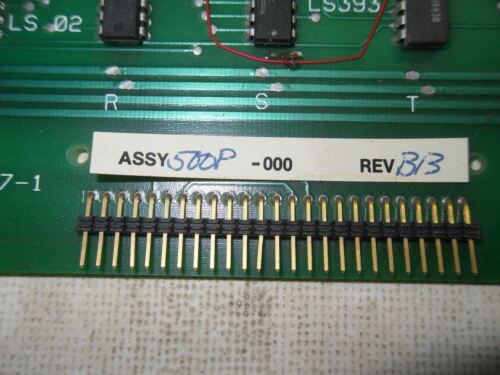 LS 02
LS393
R S T
ASSY 500P -000 REV B13
7-1